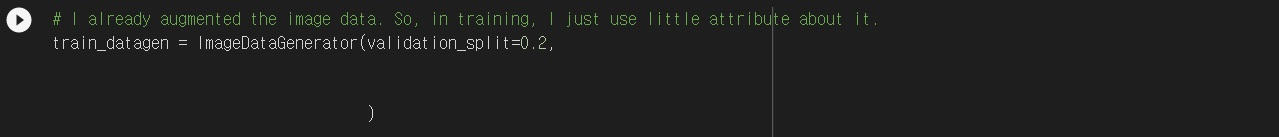 # I already augmented the image data. So, in training, I just use little attribute about it.
train_datagen = ImageDataGenerator(validation_split=0.2,
)